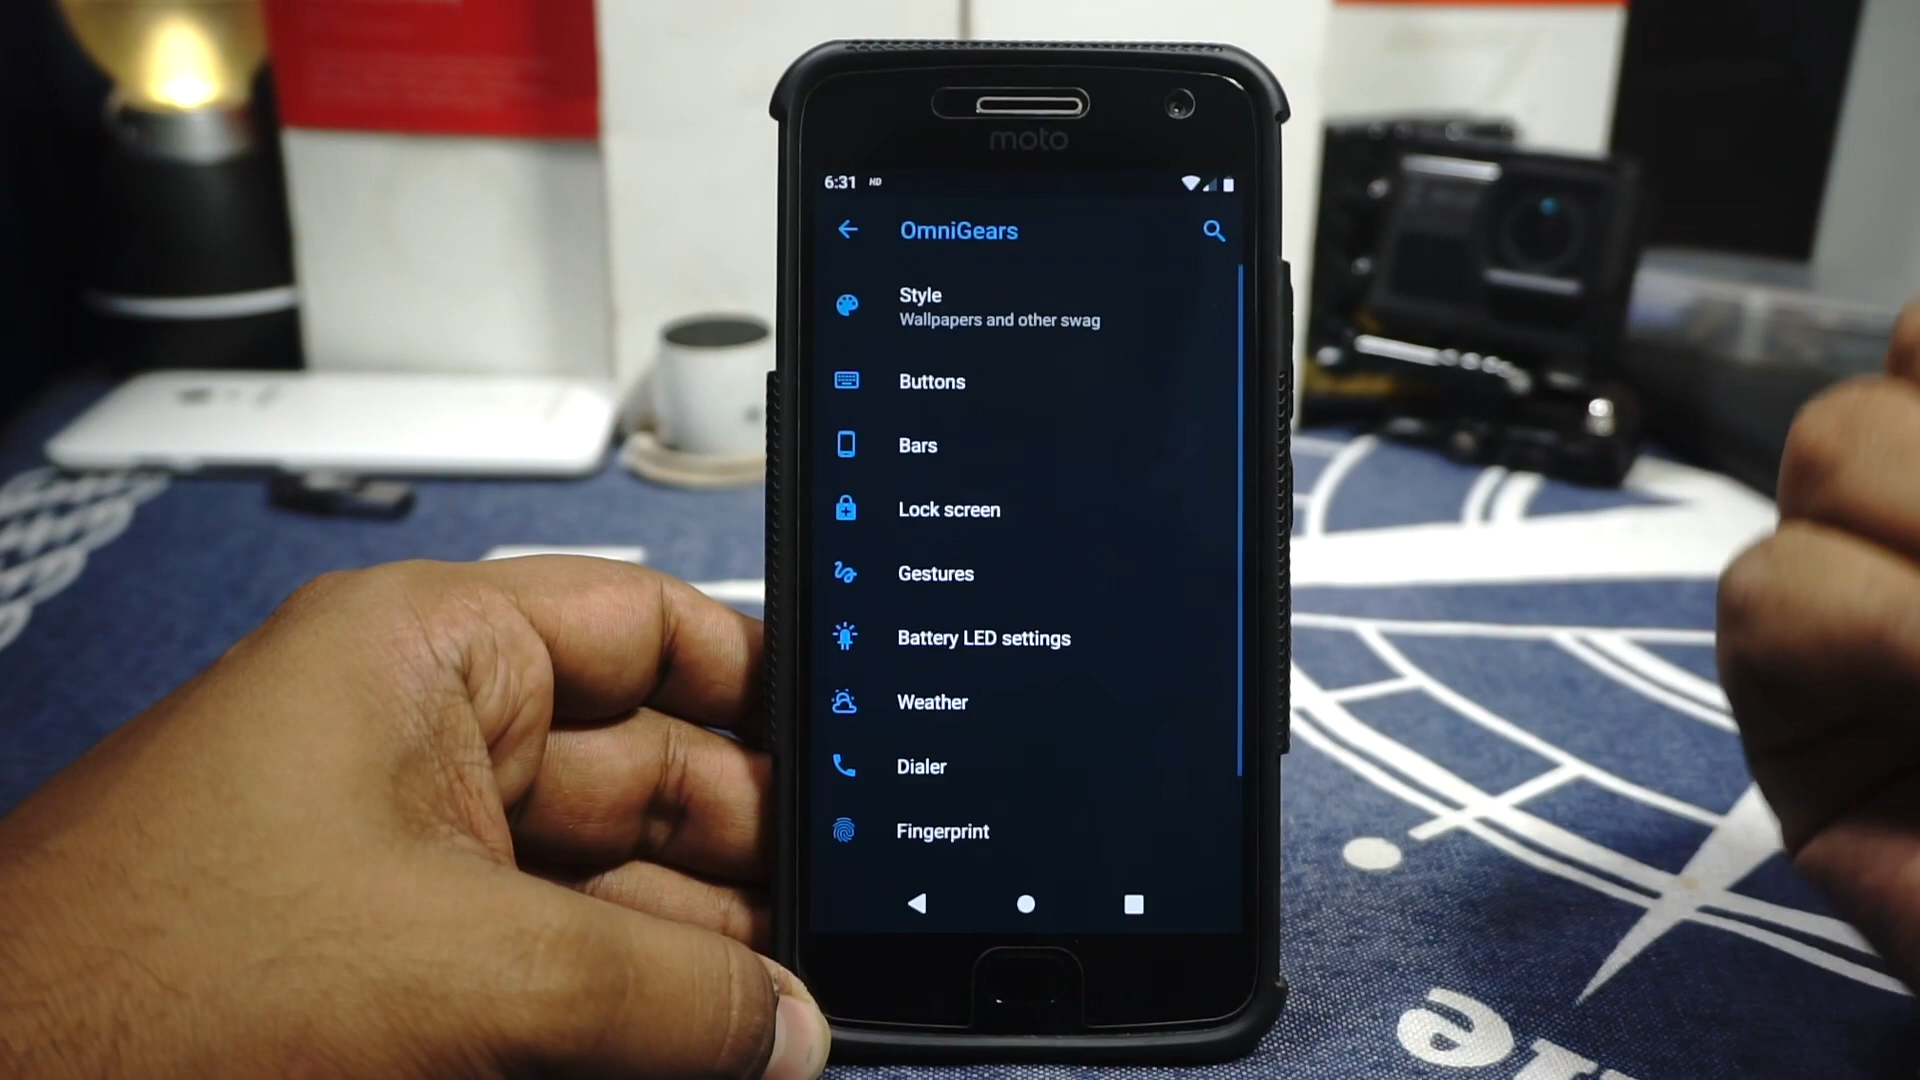 moto
6:31 HD
OmniGears
Style
Wallpapers and other swag
Buttons
Bars
Lock screen
Gestures
Battery LED settings
Weather
Dialer
Fingerprint